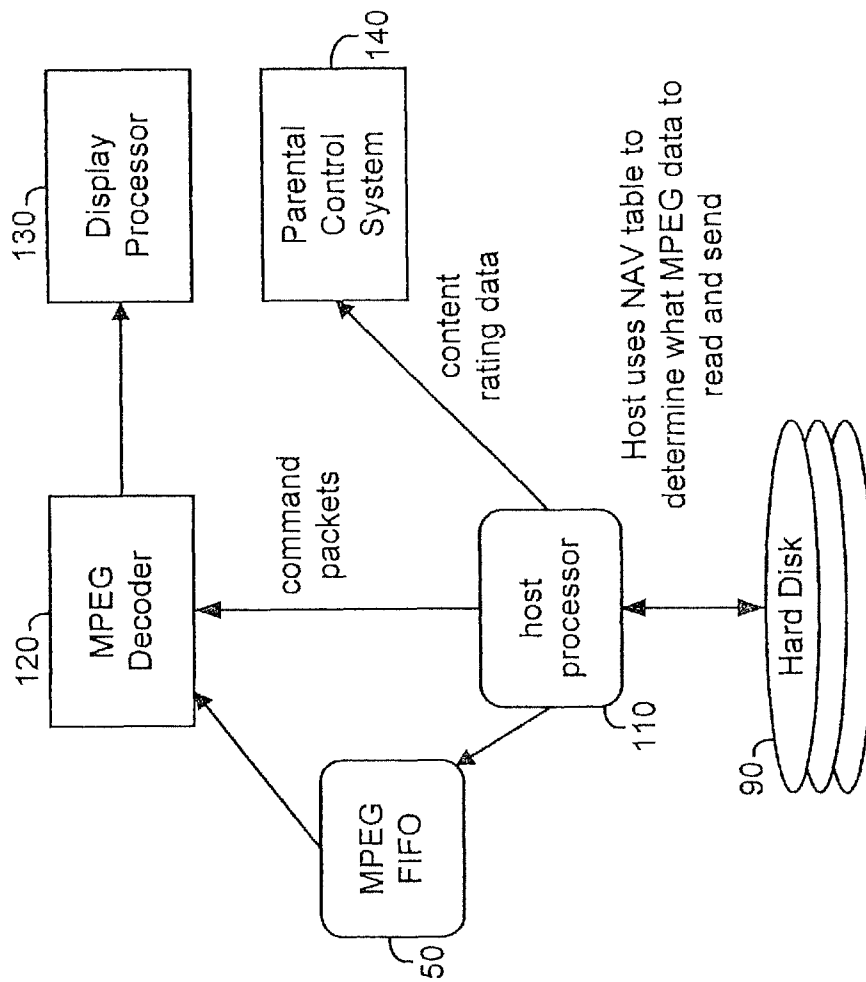 120
MPEG
Decoder
130
Display
Processor
command
packets
140
Parental
Control
System
content
rating data
MPEG
FIFO
50
host
processor
110
Host uses NAV table to
determine what MPEG data to
read and send
90
Hard Disk